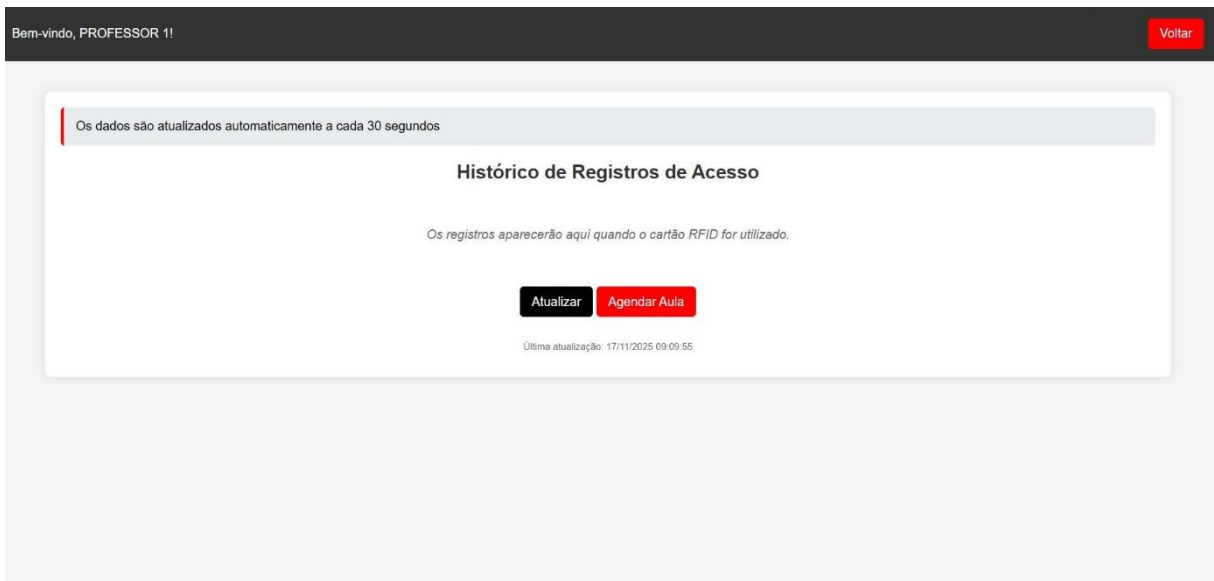 Bem-vindo, PROFESSOR 1!
Voltar
Os dados são atualizados automaticamente a cada 30 segundos
Histórico de Registros de Acesso
Os registros aparecerão aqui quando o cartão RFID for utilizado.
Atualizar
Agendar Aula
Última atualização: 17/11/2025 09:09:55